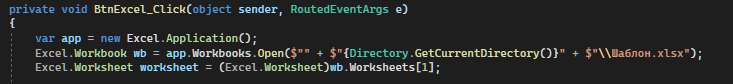 private void BtnExcel_Click(object sender, RoutedEventArgs e)
{
var app = new Excel.Application();
Excel.Workbook wb = app.Workbooks.Open($"" + $"{Directory.GetCurrentDirectory()}" + $"\\Шаблон.xlsx");
Excel.Worksheet worksheet = (Excel.Worksheet)wb.Worksheets[1];